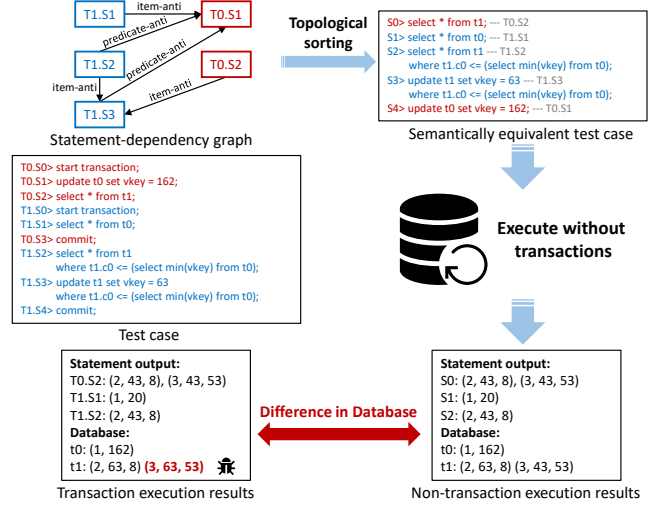 T1.S1
item-anti
T0.S1
predicate-anti
predicate-anti
T1.S2
T0.S2
item-anti
item-anti
T1.S3
Statement-dependency graph
Topological
sorting
S0> select * from t1; --- T0.S2
S1> select * from t0; --- T1.S1
S2> select * from t1 --- T1.S2
where t1.c0 <= (select min(vkey) from t0);
S3> update t1 set vkey = 63 --- T1.S3
where t1.c0 <= (select min(vkey) from t0);
S4> update t0 set vkey = 162; --- T0.S1
Semantically equivalent test case
T0.S0> start transaction;
T0.S1> update t0 set vkey = 162;
T0.S2> select * from t1;
T1.S0> start transaction;
T1.S1> select * from t0;
T0.S3> commit;
T1.S2> select * from t1
where t1.c0 <= (select min(vkey) from t0);
T1.S3> update t1 set vkey = 63
where t1.c0 <= (select min(vkey) from t0);
T1.S4> commit;
Test case
Execute without
transactions
Statement output:
T0.S2: (2, 43, 8), (3, 43, 53)
T1.S1: (1, 20)
T1.S2: (2, 43, 8)
Database:
t0: (1, 162)
t1: (2, 63, 8) (3, 63, 53)
Transaction execution results
Difference in Database
Statement output:
S0: (2, 43, 8), (3, 43, 53)
S1: (1, 20)
S2: (2, 43, 8)
Database:
t0: (1, 162)
t1: (2, 63, 8) (3, 43, 53)
Non-transaction execution results